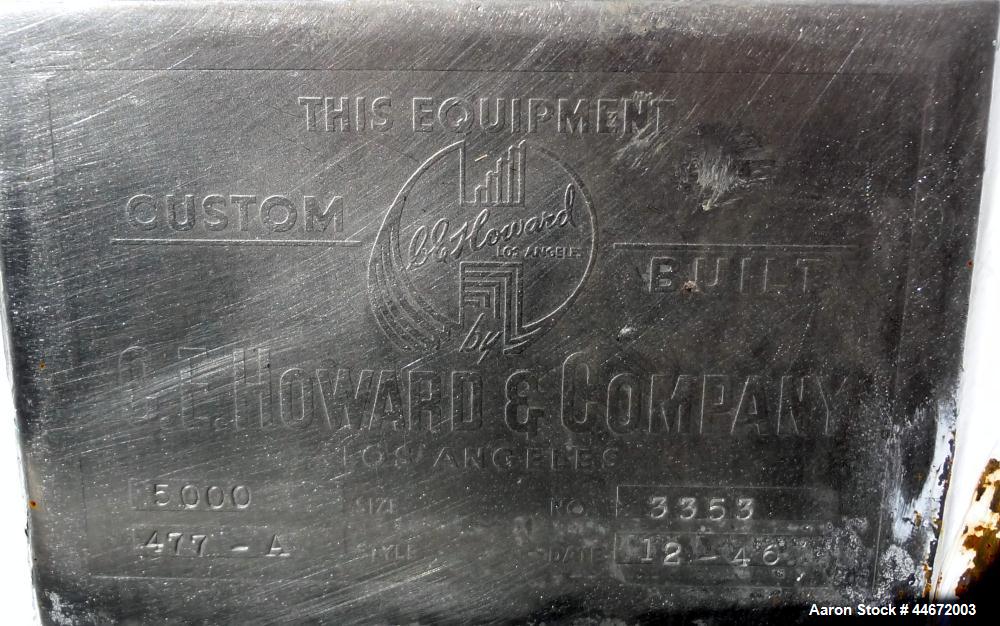 THIS EQUIPMENT
CUSTOM
C.E. Howard
LOS ANGELES
BUILT
by
C.E. HOWARD & COMPANY
LOS ANGELES
5000 SIZE NO. 3353
477 - A STYLE DATE 12 - 46
Aaron Stock # 44672003